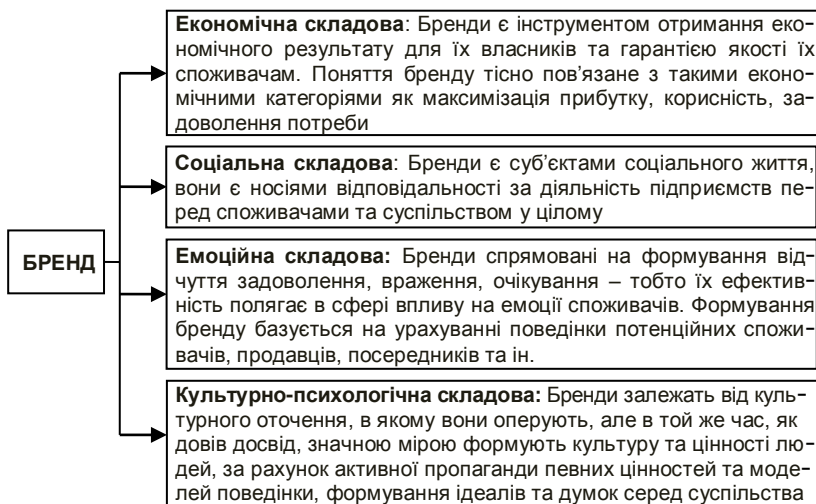 Економічна складова: Бренди є інструментом отримання еко-
номічного результату для їх власників та гарантією якості їх
споживачам. Поняття бренду тісно пов’язане з такими еконо-
мічними категоріями як максимізація прибутку, корисність, за-
доволення потреби
Соціальна складова: Бренди є суб’єктами соціального життя,
вони є носіями відповідальності за діяльність підприємств пе-
ред споживачами та суспільством у цілому
БРЕНД
Емоційна складова: Бренди спрямовані на формування від-
чуття задоволення, враження, очікування – тобто їх ефектив-
ність полягає в сфері впливу на емоції споживачів. Формування
бренду базується на урахуванні поведінки потенційних спожи-
вачів, продавців, посередників та ін.
Культурно-психологічна складова: Бренди залежать від куль-
турного оточення, в якому вони оперують, але в той же час, як
довів досвід, значною мірою формують культуру та цінності лю-
дей, за рахунок активної пропаганди певних цінностей та моде-
лей поведінки, формування ідеалів та думок серед суспільства